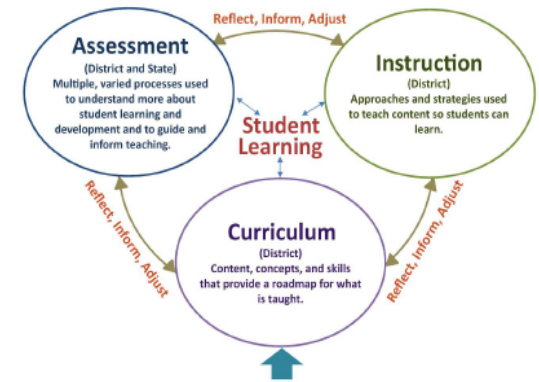 Reflect, Inform, Adjust
Assessment
(District and State)
Multiple, varied processes used
to understand more about
student learning and
development and to guide and
inform teaching.
Instruction
(District)
Approaches and strategies used
to teach content so students can
learn.
Student
Learning
Reflect, Inform, Adjust
Reflect, Inform, Adjust
Curriculum
(District)
Content, concepts, and skills
that provide a roadmap for what
is taught.